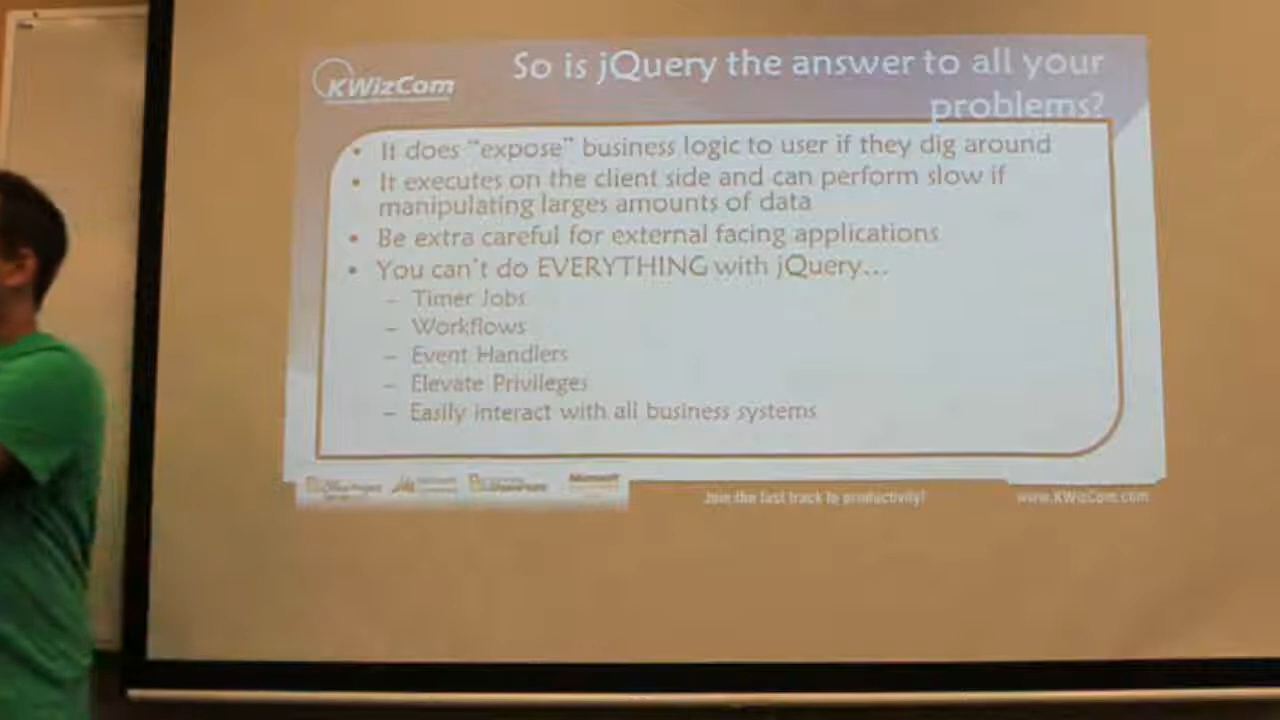 KWizCom
So is jQuery the answer to all your
problems?
• It does "expose" business logic to user if they dig around
• It executes on the client side and can perform slow if
manipulating larges amounts of data
• Be extra careful for external facing applications
• You can't do EVERYTHING with jQuery...
– Timer Jobs
– Workflows
– Event Handlers
– Elevate Privileges
– Easily interact with all business systems
Microsoft
Join the fast track to productivity!
www.KWizCom.com